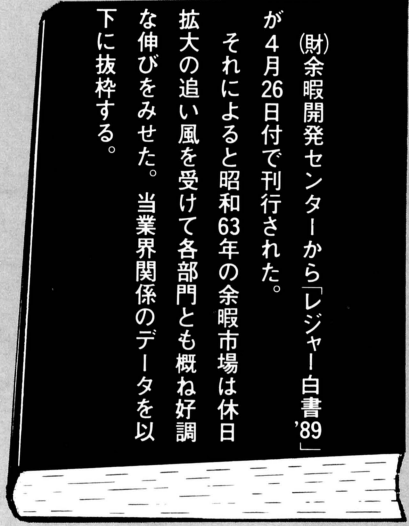 ㈶余暇開発センターから「レジャー白書'89」
が4月26日付で刊行された。
それによると昭和63年の余暇市場は休日
拡大の追い風を受けて各部門とも概ね好調
な伸びをみせた。当業界関係のデータを以
下に抜枠する。